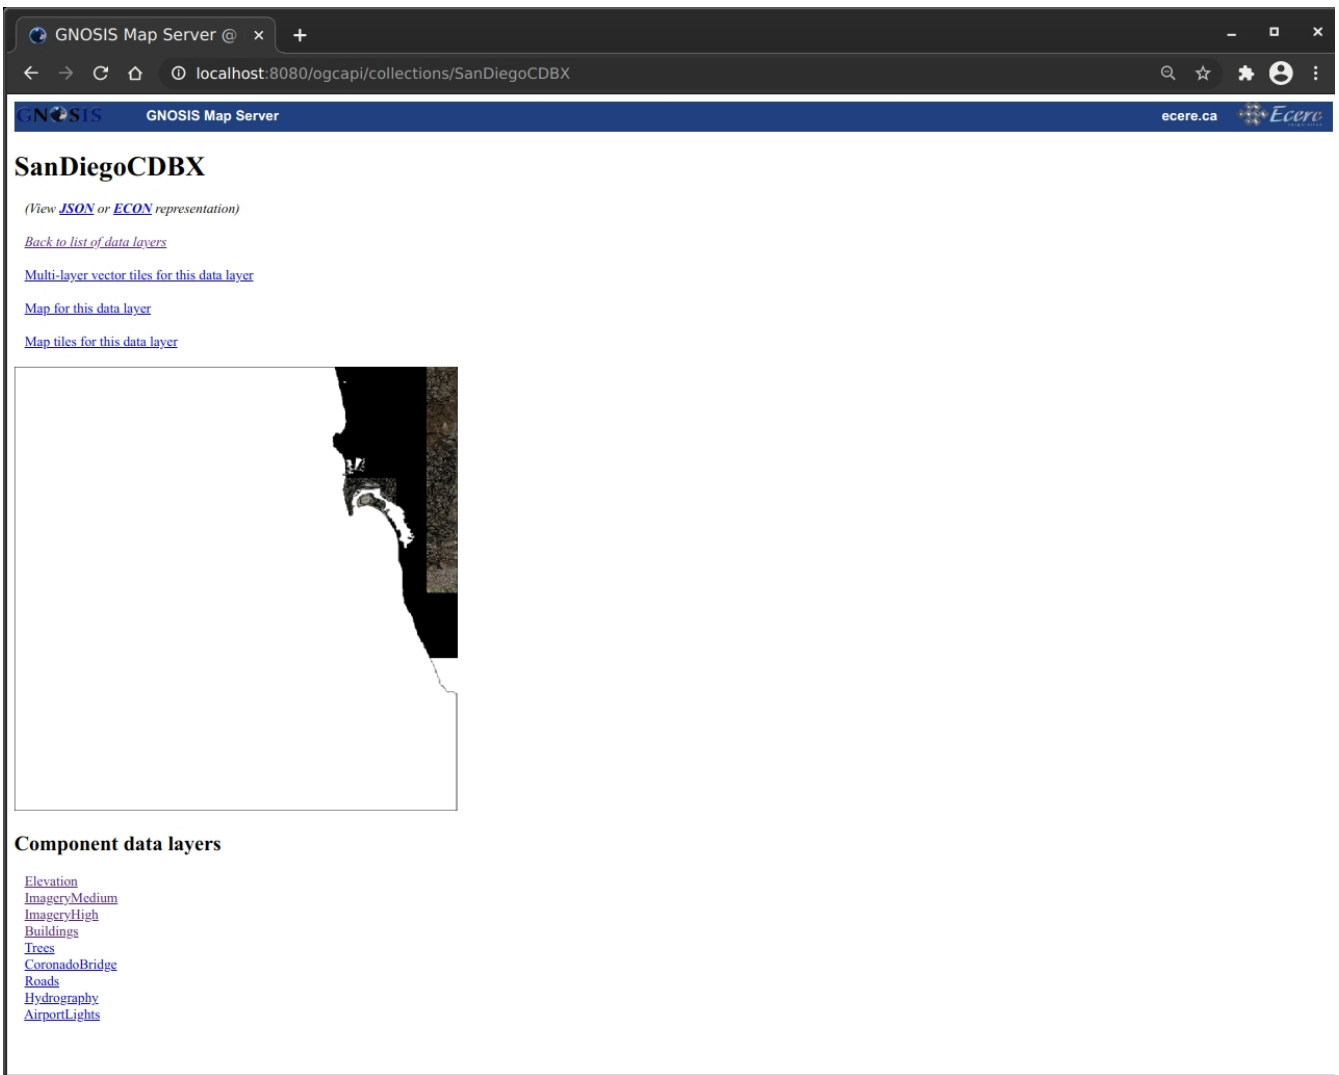 GNOSIS Map Server @
localhost:8080/ogcapi/collections/SanDiegoCDBX
GNOSIS GNOSIS Map Server ecere.ca Ecere
SanDiegoCDBX
(View JSON or ECON representation)
Back to list of data layers
Multi-layer vector tiles for this data layer
Map for this data layer
Map tiles for this data layer
Component data layers
Elevation
ImageryMedium
ImageryHigh
Buildings
Trees
CoronadoBridge
Roads
Hydrography
AirportLights